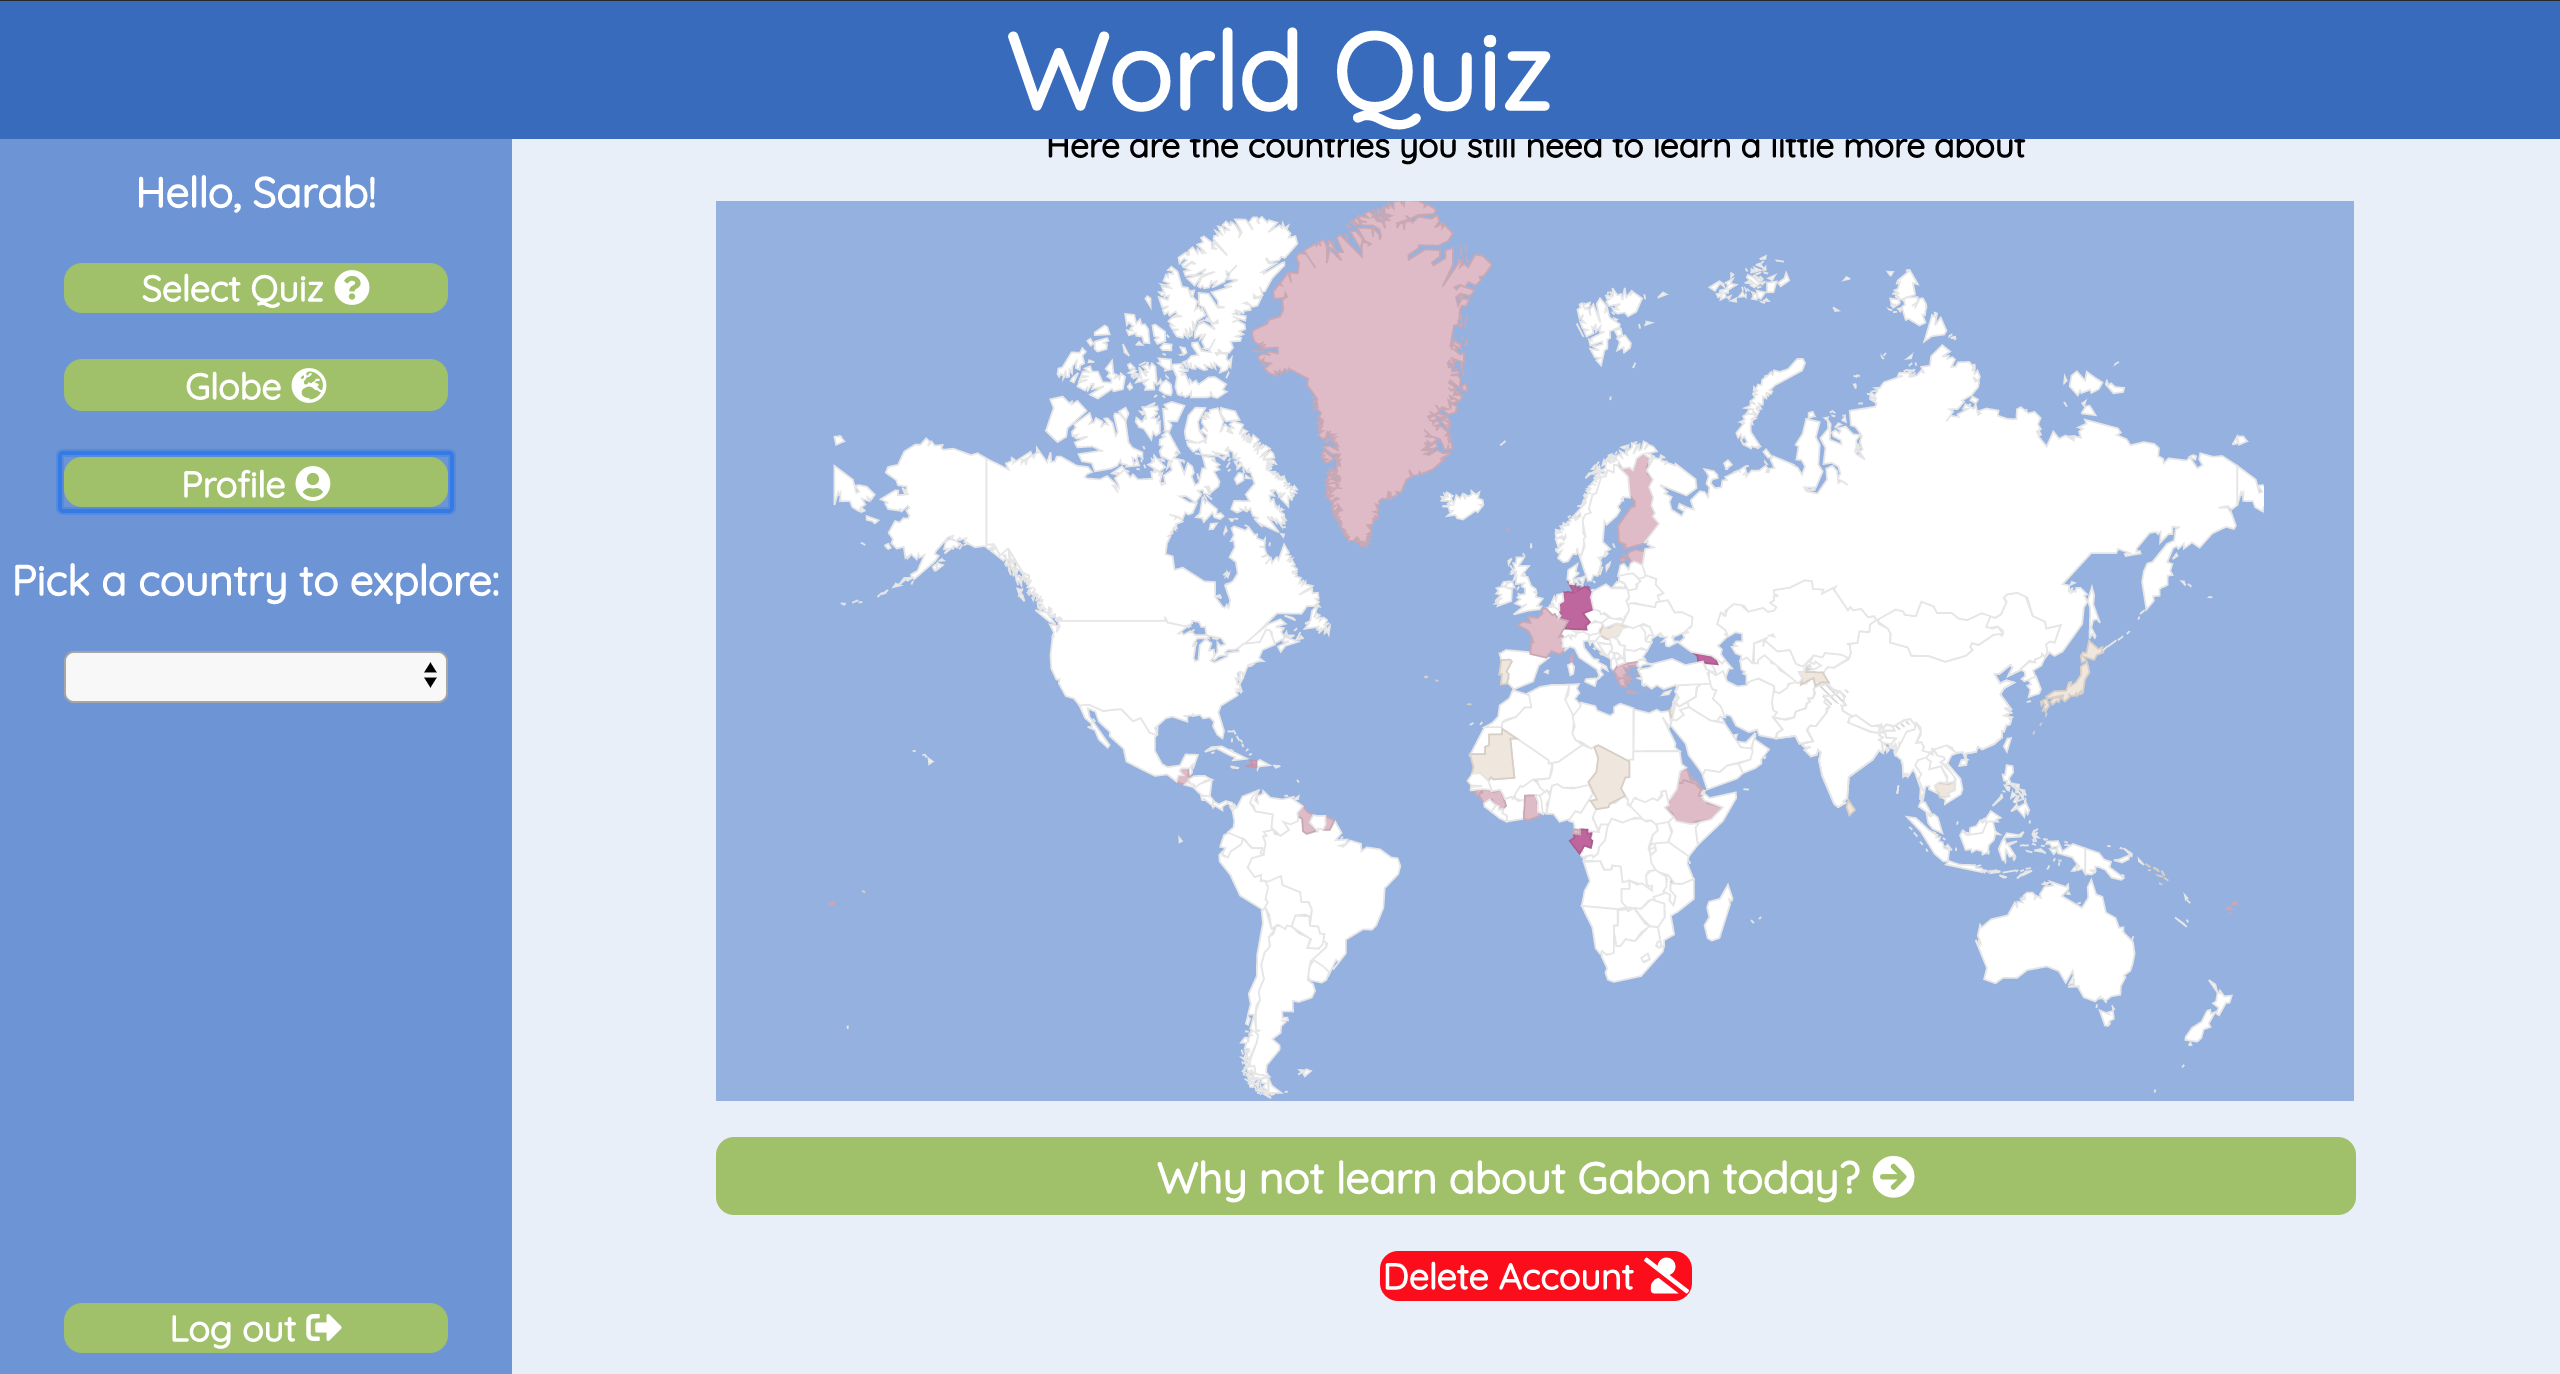 World Quiz
Hello, Sarab!
Select Quiz
Globe
Profile
Pick a country to explore:
Log out
Here are the countries you still need to learn a little more about
Why not learn about Gabon today?
Delete Account